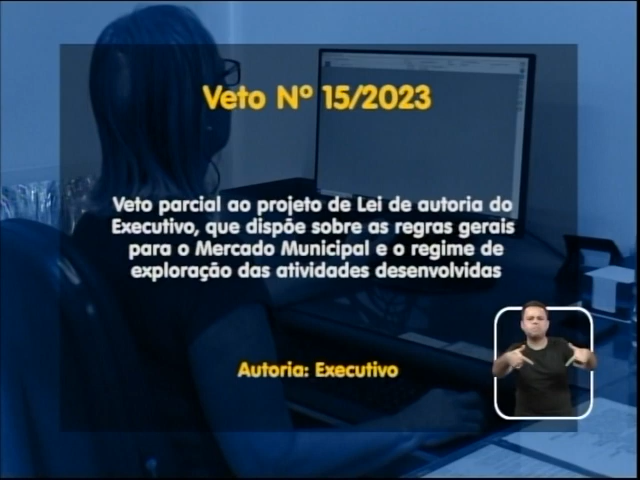 Veto Nº 15/2023
Veto parcial ao projeto de Lei de autoria do
Executivo, que dispõe sobre as regras gerais
para o Mercado Municipal e o regime de
exploração das atividades desenvolvidas
Autoria: Executivo